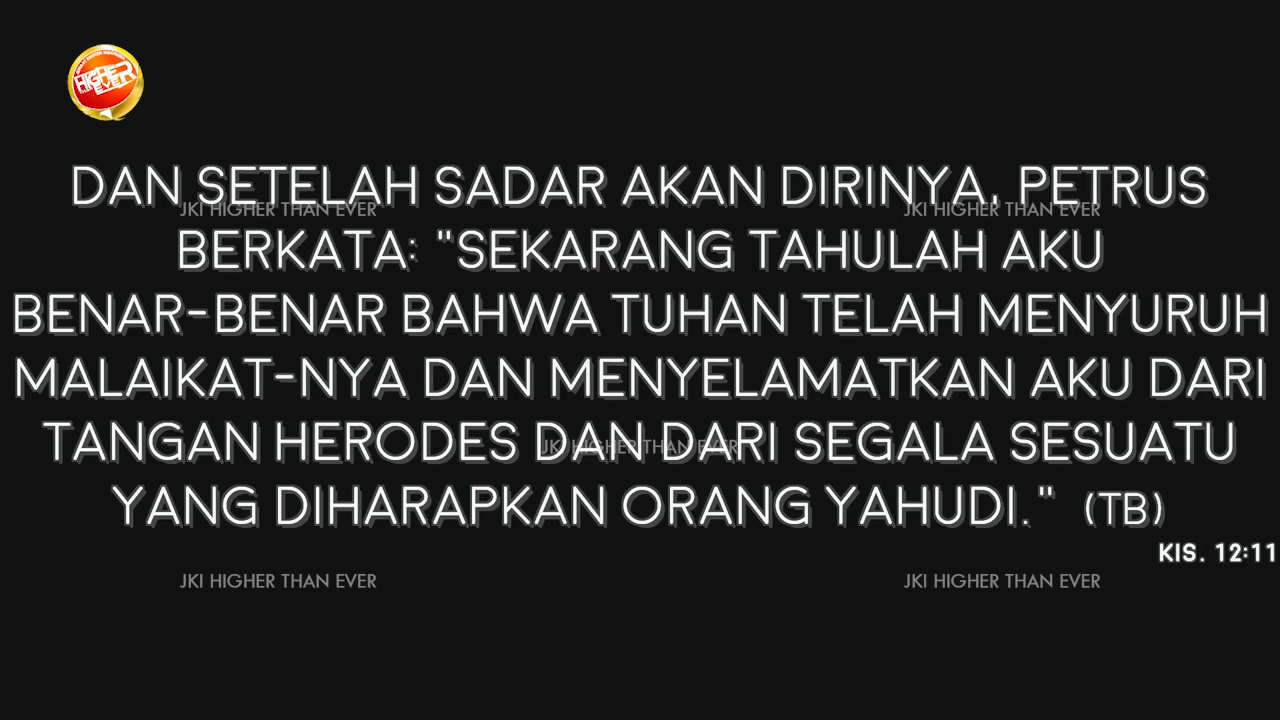 HIGHER
EVER
DAN SETELAH SADAR AKAN DIRINYA, PETRUS
JKI HIGHER THAN EVER JKI HIGHER THAN EVER
BERKATA: "SEKARANG TAHULAH AKU
BENAR-BENAR BAHWA TUHAN TELAH MENYURUH
MALAIKAT-NYA DAN MENYELAMATKAN AKU DARI
TANGAN HERODES DAN DARI SEGALA SESUATU
JKI HIGHER THAN EVER
YANG DIHARAPKAN ORANG YAHUDI." (TB)
KIS. 12:11
JKI HIGHER THAN EVER JKI HIGHER THAN EVER